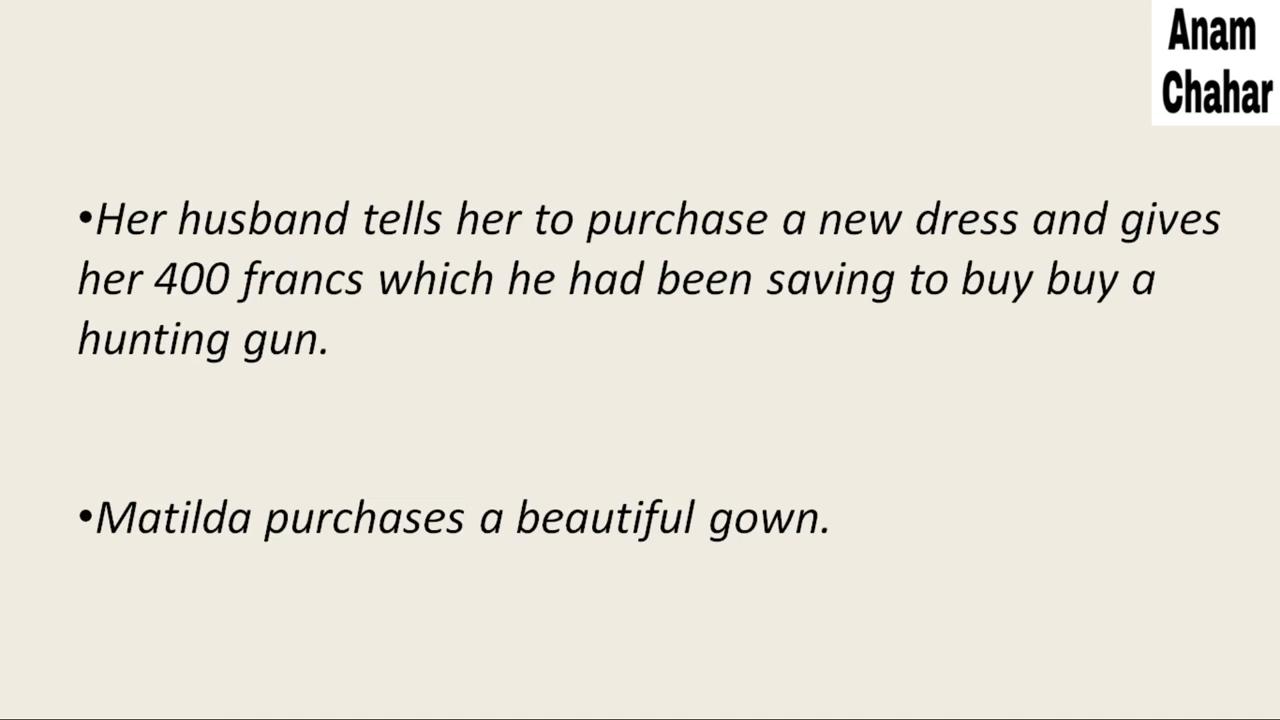 Anam
Chahar
•Her husband tells her to purchase a new dress and gives
her 400 francs which he had been saving to buy buy a
hunting gun.
•Matilda purchases a beautiful gown.